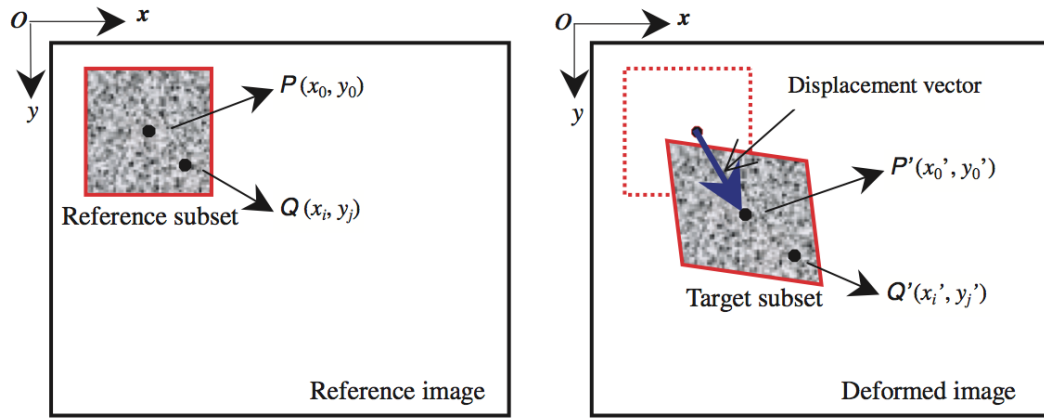 O x
y
P(x₀, y₀)
Q(xᵢ, yⱼ)
Reference subset
Reference image
O x
y
Displacement vector
P'(x₀', y₀')
Q'(xᵢ', yⱼ')
Target subset
Deformed image